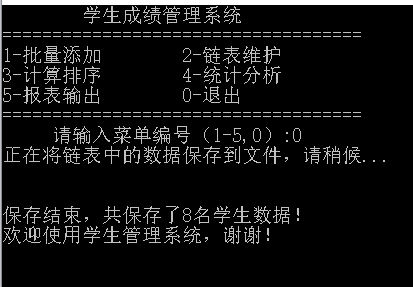 学生成绩管理系统
====================================
1-批量添加 2-链表维护
3-计算排序 4-统计分析
5-报表输出 0-退出
====================================
请输入菜单编号（1-5,0）:0
正在将链表中的数据保存到文件，请稍候...
保存结束，共保存了8名学生数据!
欢迎使用学生管理系统，谢谢!